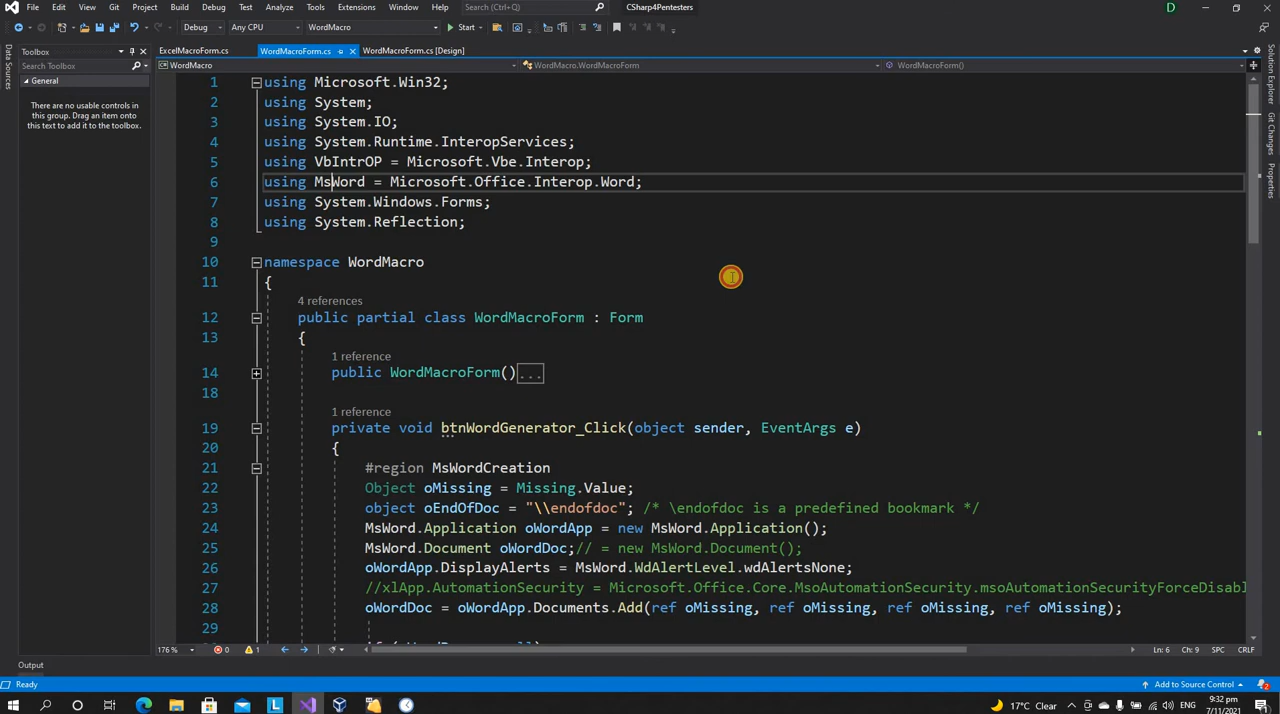 File Edit View Git Project Build Debug Test Analyze Tools Extensions Window Help Search (Ctrl+Q) CSharp4Pentesters D
Debug Any CPU WordMacro Start
Toolbox
Search Toolbox
General
There are no usable controls in
this group. Drag an item onto
this text to add it to the toolbox.
Data Sources
ExcelMacroForm.cs WordMacroForm.cs WordMacroForm.cs [Design]
WordMacro WordMacro.WordMacroForm WordMacroForm()
1 using Microsoft.Win32;
2 using System;
3 using System.IO;
4 using System.Runtime.InteropServices;
5 using VbIntrOP = Microsoft.Vbe.Interop;
6 using MsWord = Microsoft.Office.Interop.Word;
7 using System.Windows.Forms;
8 using System.Reflection;
9
10 namespace WordMacro
11 {
4 references
12 public partial class WordMacroForm : Form
13 {
1 reference
14 public WordMacroForm()...
18
1 reference
19 private void btnWordGenerator_Click(object sender, EventArgs e)
20 {
21 #region MsWordCreation
22 Object oMissing = Missing.Value;
23 object oEndOfDoc = "\\endofdoc"; /* \endofdoc is a predefined bookmark */
24 MsWord.Application oWordApp = new MsWord.Application();
25 MsWord.Document oWordDoc;// = new MsWord.Document();
26 oWordApp.DisplayAlerts = MsWord.WdAlertLevel.wdAlertsNone;
27 //xlApp.AutomationSecurity = Microsoft.Office.Core.MsoAutomationSecurity.msoAutomationSecurityForceDisabl
28 oWordDoc = oWordApp.Documents.Add(ref oMissing, ref oMissing, ref oMissing, ref oMissing);
29
Solution Explorer
Git Changes
Properties
176 % 0 1 Ln: 6 Ch: 9 SPC CRLF
Output
Ready Add to Source Control 2
17°C Clear ENG 9:32 pm
7/11/2021